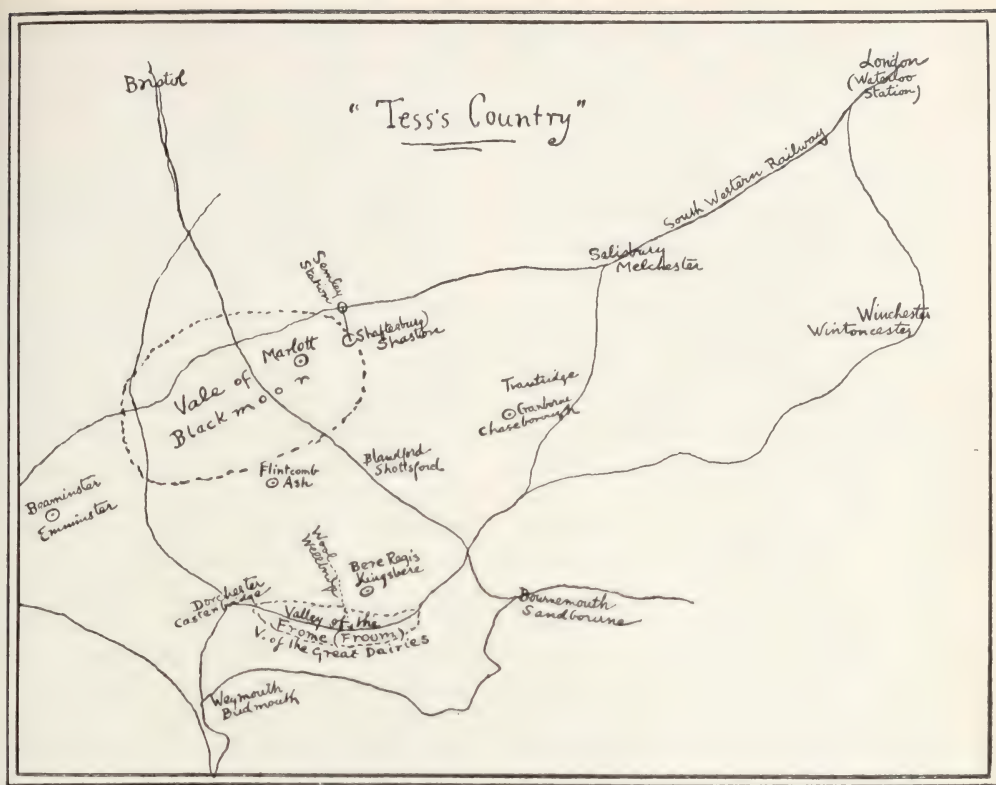 "Tess's Country"
Bristol
London
(Waterloo
Station)
South Western Railway
Salisbury
Melchester
Semley
Station
(Shaftesbury)
Shaston
Marlott
Vale of
Blackmoor
Winchester
Wintoncester
Trantridge
Cranborne
Chaseborough
Blandford
Shottsford
Flintcomb
Ash
Beaminster
Emminster
Wool
Wellbridge
Bere Regis
Kingsbere
Dorchester
Casterbridge
Valley of the
Frome (Froom)
V. of the Great Dairies
Bournemouth
Sandbourne
Weymouth
Budmouth